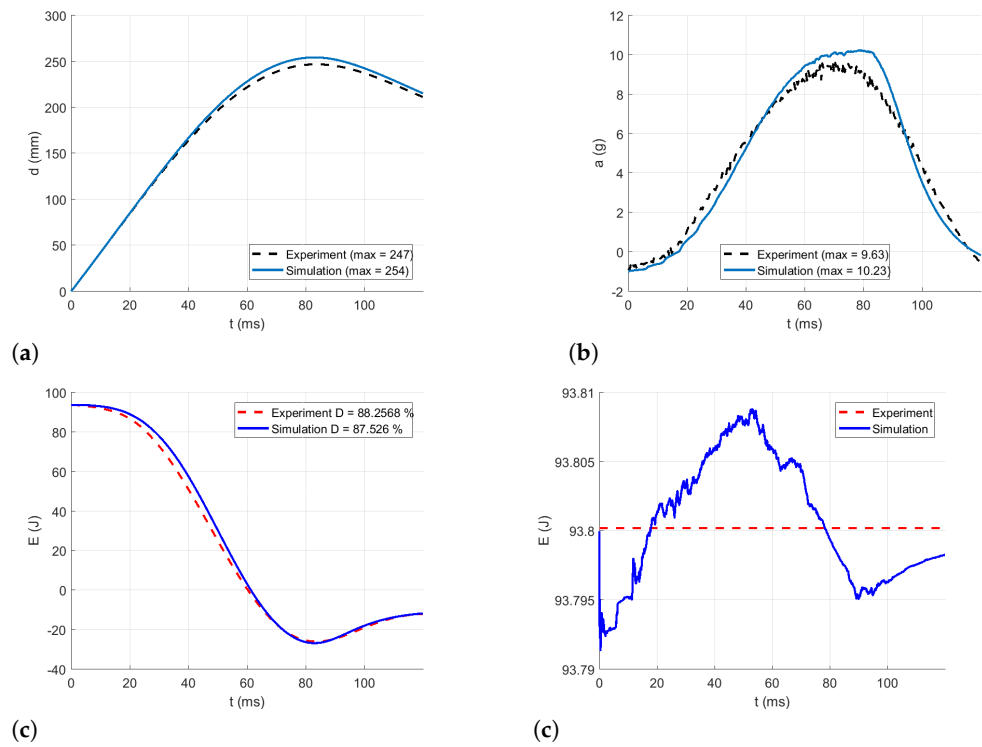 300
250
200
150
100
50
0
d (mm)
Experiment (max = 247)
Simulation (max = 254)
0 20 40 60 80 100
t (ms)
(a)
12
10
8
6
4
2
0
-2
a (g)
Experiment (max = 9.63)
Simulation (max = 10.23)
0 20 40 60 80 100
t (ms)
(b)
100
80
60
40
20
0
-20
-40
E (J)
Experiment D = 88.2568 %
Simulation D = 87.526 %
0 20 40 60 80 100
t (ms)
(c)
93.81
93.805
93.8
93.795
93.79
E (J)
Experiment
Simulation
0 20 40 60 80 100
t (ms)
(c)